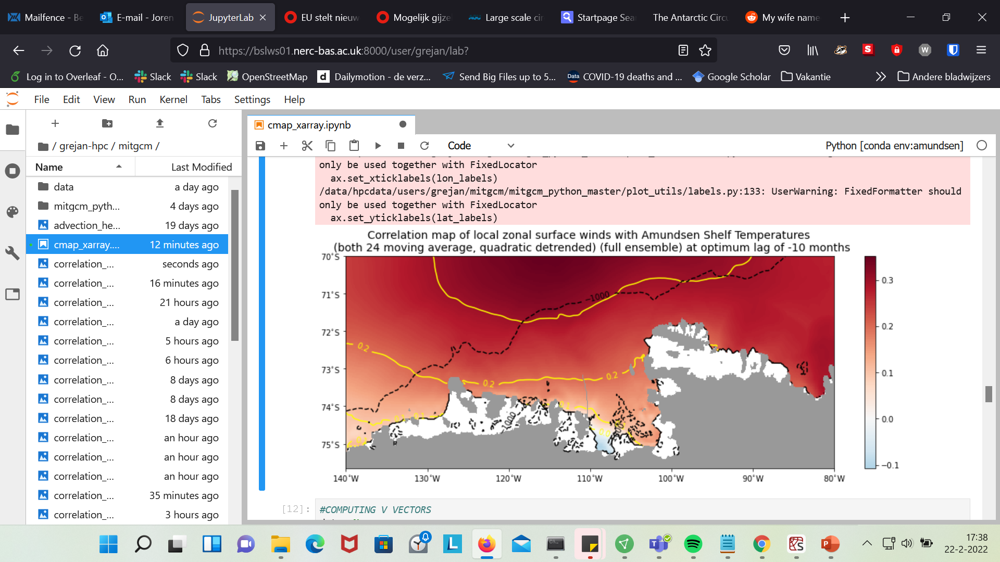 Mailfence - Be
E-mail - Joren
JupyterLab
EU stelt nieuw
Mogelijk gijze
Large scale cir
Startpage Sear
The Antarctic Circu
My wife name
https://bslws01.nerc-bas.ac.uk:8000/user/grejan/lab?
Log in to Overleaf - O...
Slack
Slack
OpenStreetMap
Dailymotion - de verz...
Send Big Files up to 5...
COVID-19 deaths and ...
Google Scholar
Vakantie
Andere bladwijzers
File Edit View Run Kernel Tabs Settings Help
cmap_xarray.ipynb
/ grejan-hpc / mitgcm /
Code
Python [conda env:amundsen]
Name Last Modified
data a day ago
mitgcm_pyth... 4 days ago
advection_he... 19 days ago
cmap_xarray.... 12 minutes ago
correlation_... seconds ago
correlation_... 16 minutes ago
correlation_... 21 hours ago
correlation_... a day ago
correlation_... 5 hours ago
correlation_... 6 hours ago
correlation_... 8 days ago
correlation_... 8 days ago
correlation_... 18 days ago
correlation_... an hour ago
correlation_... an hour ago
correlation_... an hour ago
correlation_... 35 minutes ago
correlation_... 3 hours ago
only be used together with FixedLocator
ax.set_xticklabels(lon_labels)
/data/hpcdata/users/grejan/mitgcm/mitgcm_python_master/plot_utils/labels.py:133: UserWarning: FixedFormatter should
only be used together with FixedLocator
ax.set_yticklabels(lat_labels)
Correlation map of local zonal surface winds with Amundsen Shelf Temperatures
(both 24 moving average, quadratic detrended) (full ensemble) at optimum lag of -10 months
70°S
71°S
72°S
73°S
74°S
75°S
140°W 130°W 120°W 110°W 100°W 90°W 80°W
−1000
0.2
0.2
0.2
0.1
0.1
0.1
0.3
0.2
0.1
0.0
−0.1
[12]: #COMPUTING V VECTORS
17:38
22-2-2022